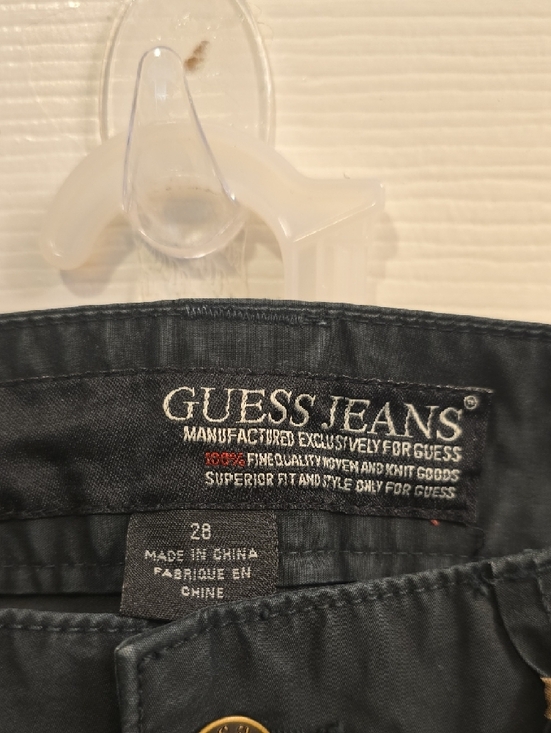 GUESS JEANS®
MANUFACTURED EXCLUSIVELY FOR GUESS
100% FINE QUALITY WOVEN AND KNIT GOODS
SUPERIOR FIT AND STYLE ONLY FOR GUESS
28
MADE IN CHINA
FABRIQUE EN
CHINE